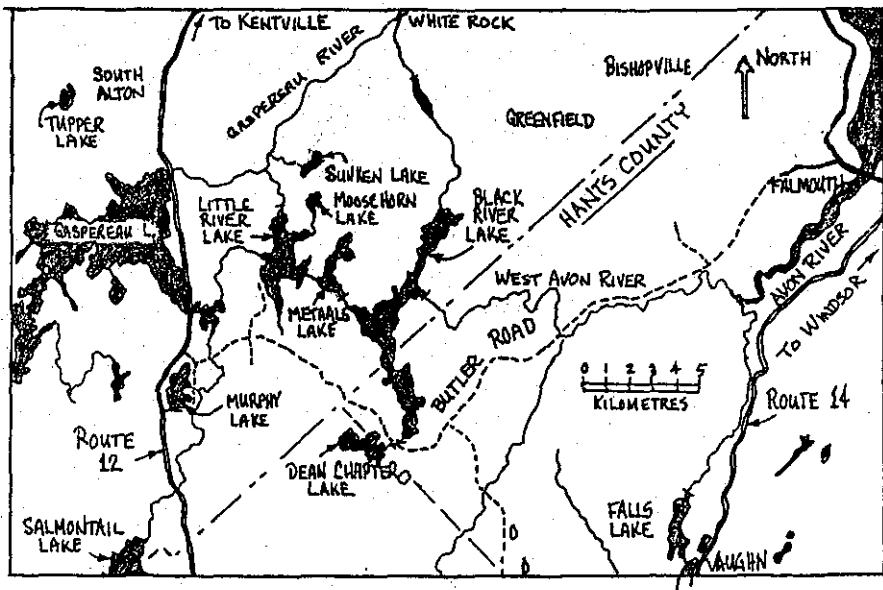 TO KENTVILLE
WHITE ROCK
GASPEREAU RIVER
BISHOPVILLE
NORTH
SOUTH
ALTON
TUPPER
LAKE
GREENFIELD
HANTS COUNTY
SUNKEN LAKE
MOOSEHORN
LAKE
LITTLE
RIVER
LAKE
BLACK
RIVER
LAKE
FALMOUTH
GASPEREAU L.
AVON RIVER
WEST AVON RIVER
METHALS
LAKE
BUTLER ROAD
TO WINDSOR
0 1 2 3 4 5
KILOMETRES
MURPHY
LAKE
ROUTE 14
ROUTE
12
DEAN CHAPTER
LAKE
FALLS
LAKE
SALMONTAIL
LAKE
VAUGHN